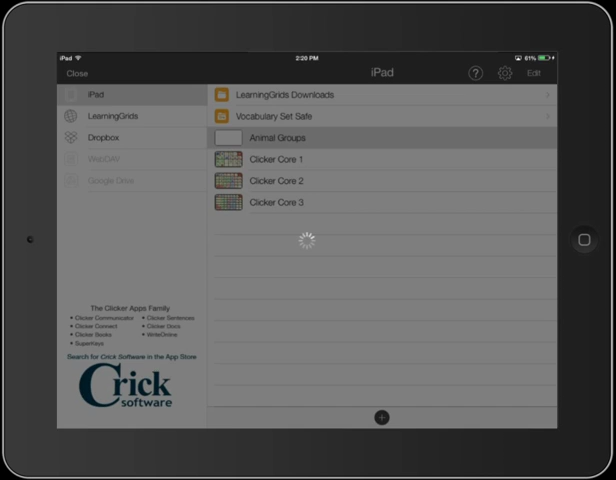 iPad
2:20 PM
61%
Close
iPad
Edit
iPad
LearningGrids
Dropbox
WebDAV
Google Drive
LearningGrids Downloads
Vocabulary Set Safe
Animal Groups
Clicker Core 1
Clicker Core 2
Clicker Core 3
The Clicker Apps Family
• Clicker Communicator • Clicker Sentences
• Clicker Connect • Clicker Docs
• Clicker Books • WriteOnline
• SuperKeys
Search for Crick Software in the App Store
Crick
software